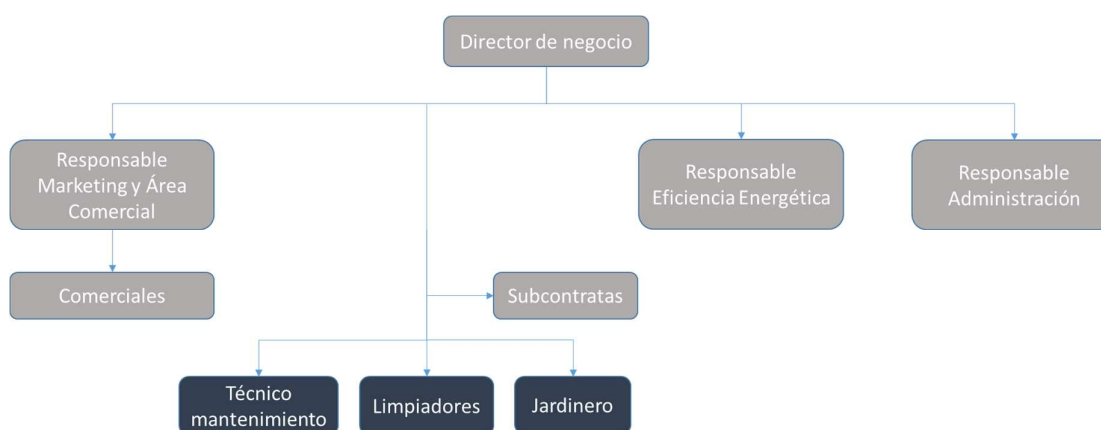 Director de negocio
Responsable
Marketing y Área
Comercial
Responsable
Eficiencia Energética
Responsable
Administración
Comerciales
Subcontratas
Técnico
mantenimiento
Limpiadores
Jardinero